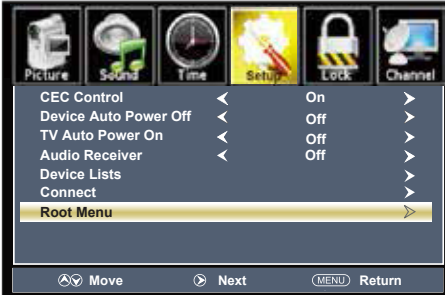 Picture Sound Time Setup Lock Channel
CEC Control On
Device Auto Power Off Off
TV Auto Power On Off
Audio Receiver Off
Device Lists
Connect
Root Menu
Move Next MENU Return